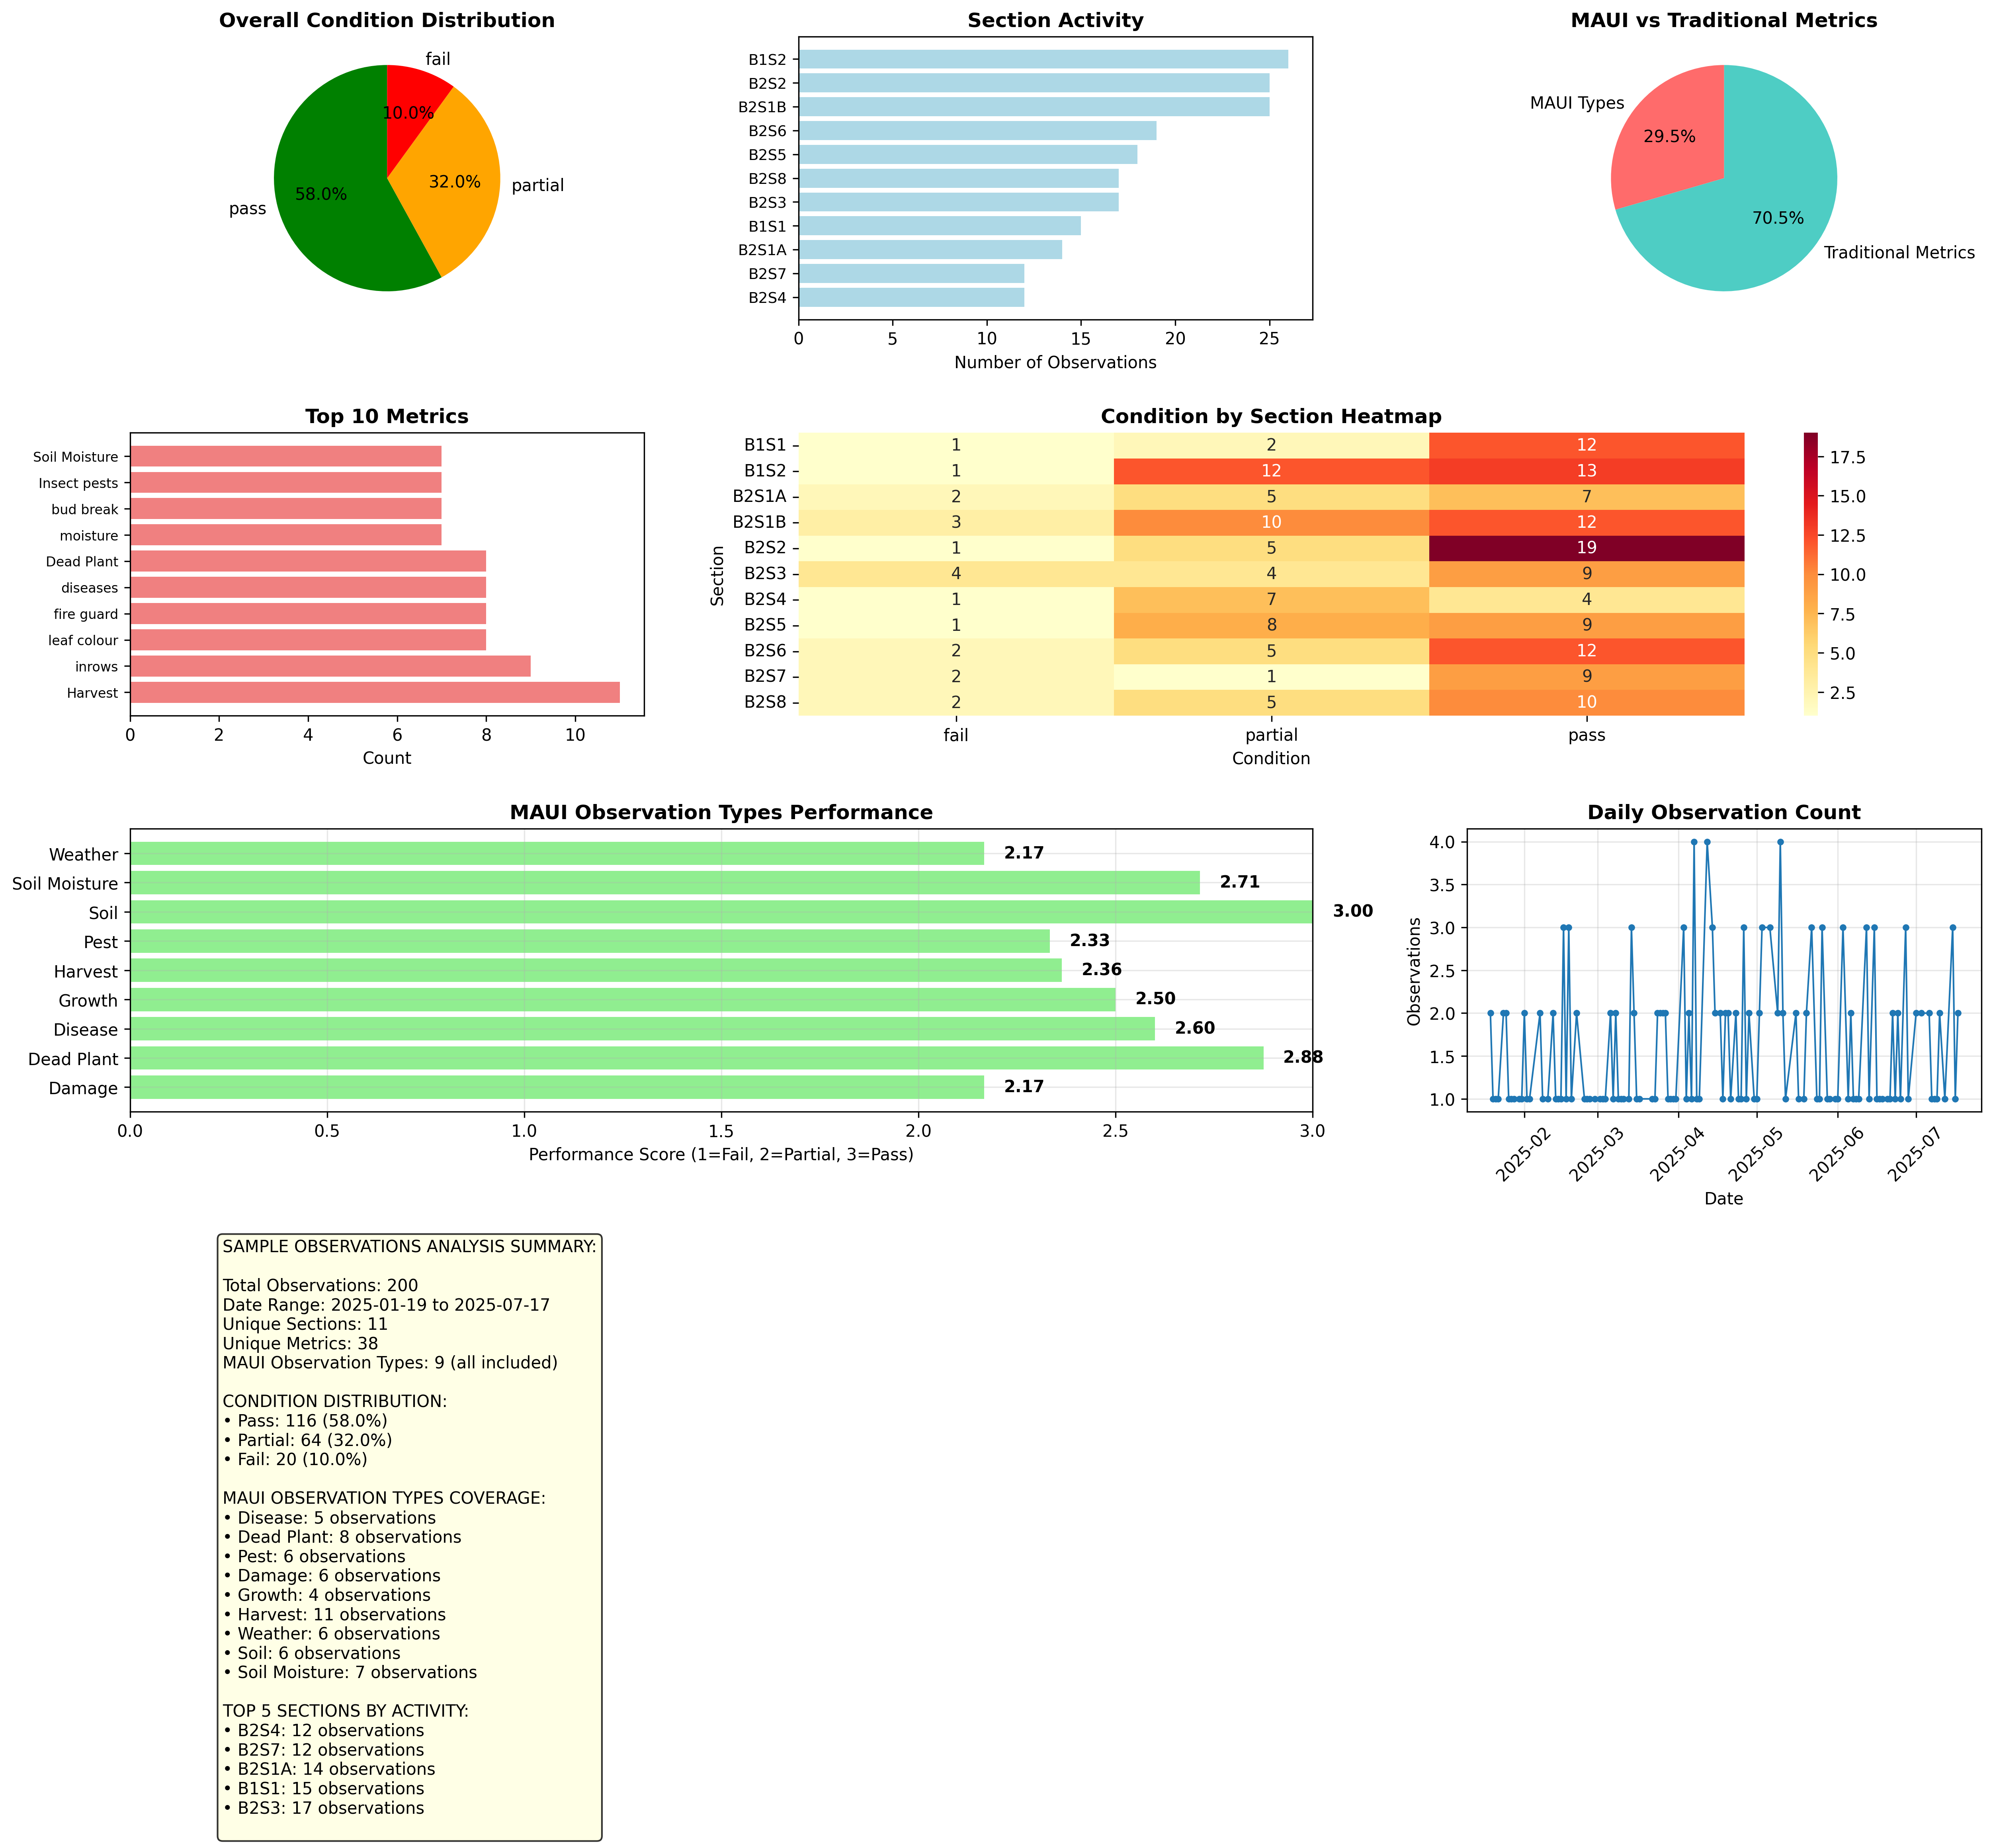 Overall Condition Distribution
fail
10.0%
32.0%
partial
58.0%
pass
Section Activity
B1S2
B2S2
B2S1B
B2S6
B2S5
B2S8
B2S3
B1S1
B2S1A
B2S7
B2S4
0 5 10 15 20 25
Number of Observations
MAUI vs Traditional Metrics
MAUI Types
29.5%
70.5%
Traditional Metrics
Top 10 Metrics
Soil Moisture
Insect pests
bud break
moisture
Dead Plant
diseases
fire guard
leaf colour
inrows
Harvest
0 2 4 6 8 10
Count
Condition by Section Heatmap
Section
B1S1 1 2 12
B1S2 1 12 13
B2S1A 2 5 7
B2S1B 3 10 12
B2S2 1 5 19
B2S3 4 4 9
B2S4 1 7 4
B2S5 1 8 9
B2S6 2 5 12
B2S7 2 1 9
B2S8 2 5 10
fail partial pass
Condition
17.5
15.0
12.5
10.0
7.5
5.0
2.5
MAUI Observation Types Performance
Weather 2.17
Soil Moisture 2.71
Soil 3.00
Pest 2.33
Harvest 2.36
Growth 2.50
Disease 2.60
Dead Plant 2.88
Damage 2.17
0.0 0.5 1.0 1.5 2.0 2.5 3.0
Performance Score (1=Fail, 2=Partial, 3=Pass)
Daily Observation Count
Observations
4.0
3.5
3.0
2.5
2.0
1.5
1.0
2025-02 2025-03 2025-04 2025-05 2025-06 2025-07
Date
SAMPLE OBSERVATIONS ANALYSIS SUMMARY:
Total Observations: 200
Date Range: 2025-01-19 to 2025-07-17
Unique Sections: 11
Unique Metrics: 38
MAUI Observation Types: 9 (all included)
CONDITION DISTRIBUTION:
• Pass: 116 (58.0%)
• Partial: 64 (32.0%)
• Fail: 20 (10.0%)
MAUI OBSERVATION TYPES COVERAGE:
• Disease: 5 observations
• Dead Plant: 8 observations
• Pest: 6 observations
• Damage: 6 observations
• Growth: 4 observations
• Harvest: 11 observations
• Weather: 6 observations
• Soil: 6 observations
• Soil Moisture: 7 observations
TOP 5 SECTIONS BY ACTIVITY:
• B2S4: 12 observations
• B2S7: 12 observations
• B2S1A: 14 observations
• B1S1: 15 observations
• B2S3: 17 observations